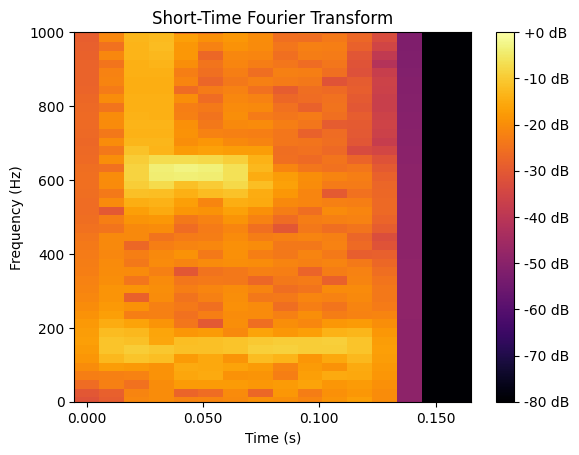 Short-Time Fourier Transform
Frequency (Hz)
1000
800
600
400
200
0
0.000
0.050
0.100
0.150
Time (s)
+0 dB
-10 dB
-20 dB
-30 dB
-40 dB
-50 dB
-60 dB
-70 dB
-80 dB